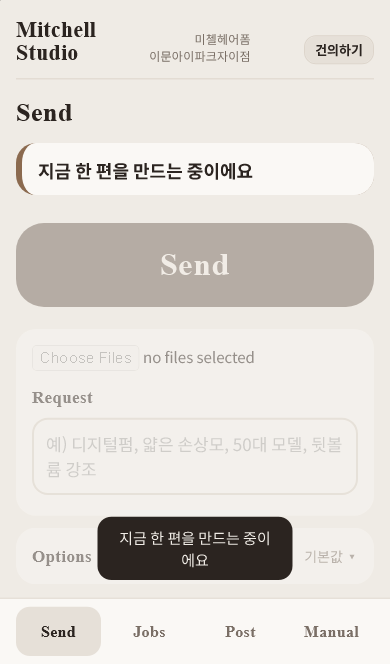 Mitchell
Studio
미젤헤어폼
이문아이파크자이점
건의하기
Send
지금 한 편을 만드는 중이에요
Send
Choose Files no files selected
Request
예) 디지털펌, 얇은 손상모, 50대 모델, 뒷볼
륨 강조
지금 한 편을 만드는 중이
에요
Options
기본값 ▾
Send
Jobs
Post
Manual